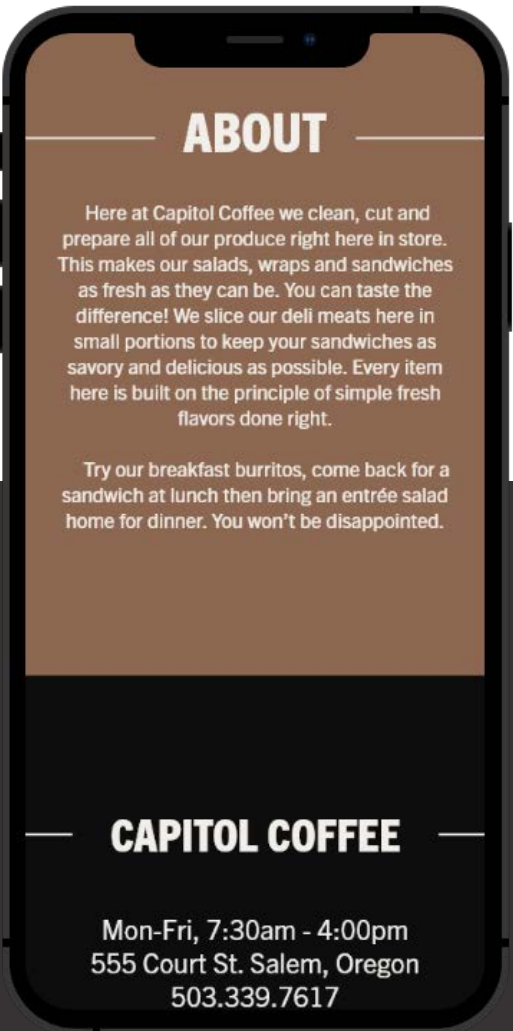 ABOUT
Here at Capitol Coffee we clean, cut and
prepare all of our produce right here in store.
This makes our salads, wraps and sandwiches
as fresh as they can be. You can taste the
difference! We slice our deli meats here in
small portions to keep your sandwiches as
savory and delicious as possible. Every item
here is built on the principle of simple fresh
flavors done right.
Try our breakfast burritos, come back for a
sandwich at lunch then bring an entrée salad
home for dinner. You won’t be disappointed.
CAPITOL COFFEE
Mon-Fri, 7:30am - 4:00pm
555 Court St. Salem, Oregon
503.339.7617